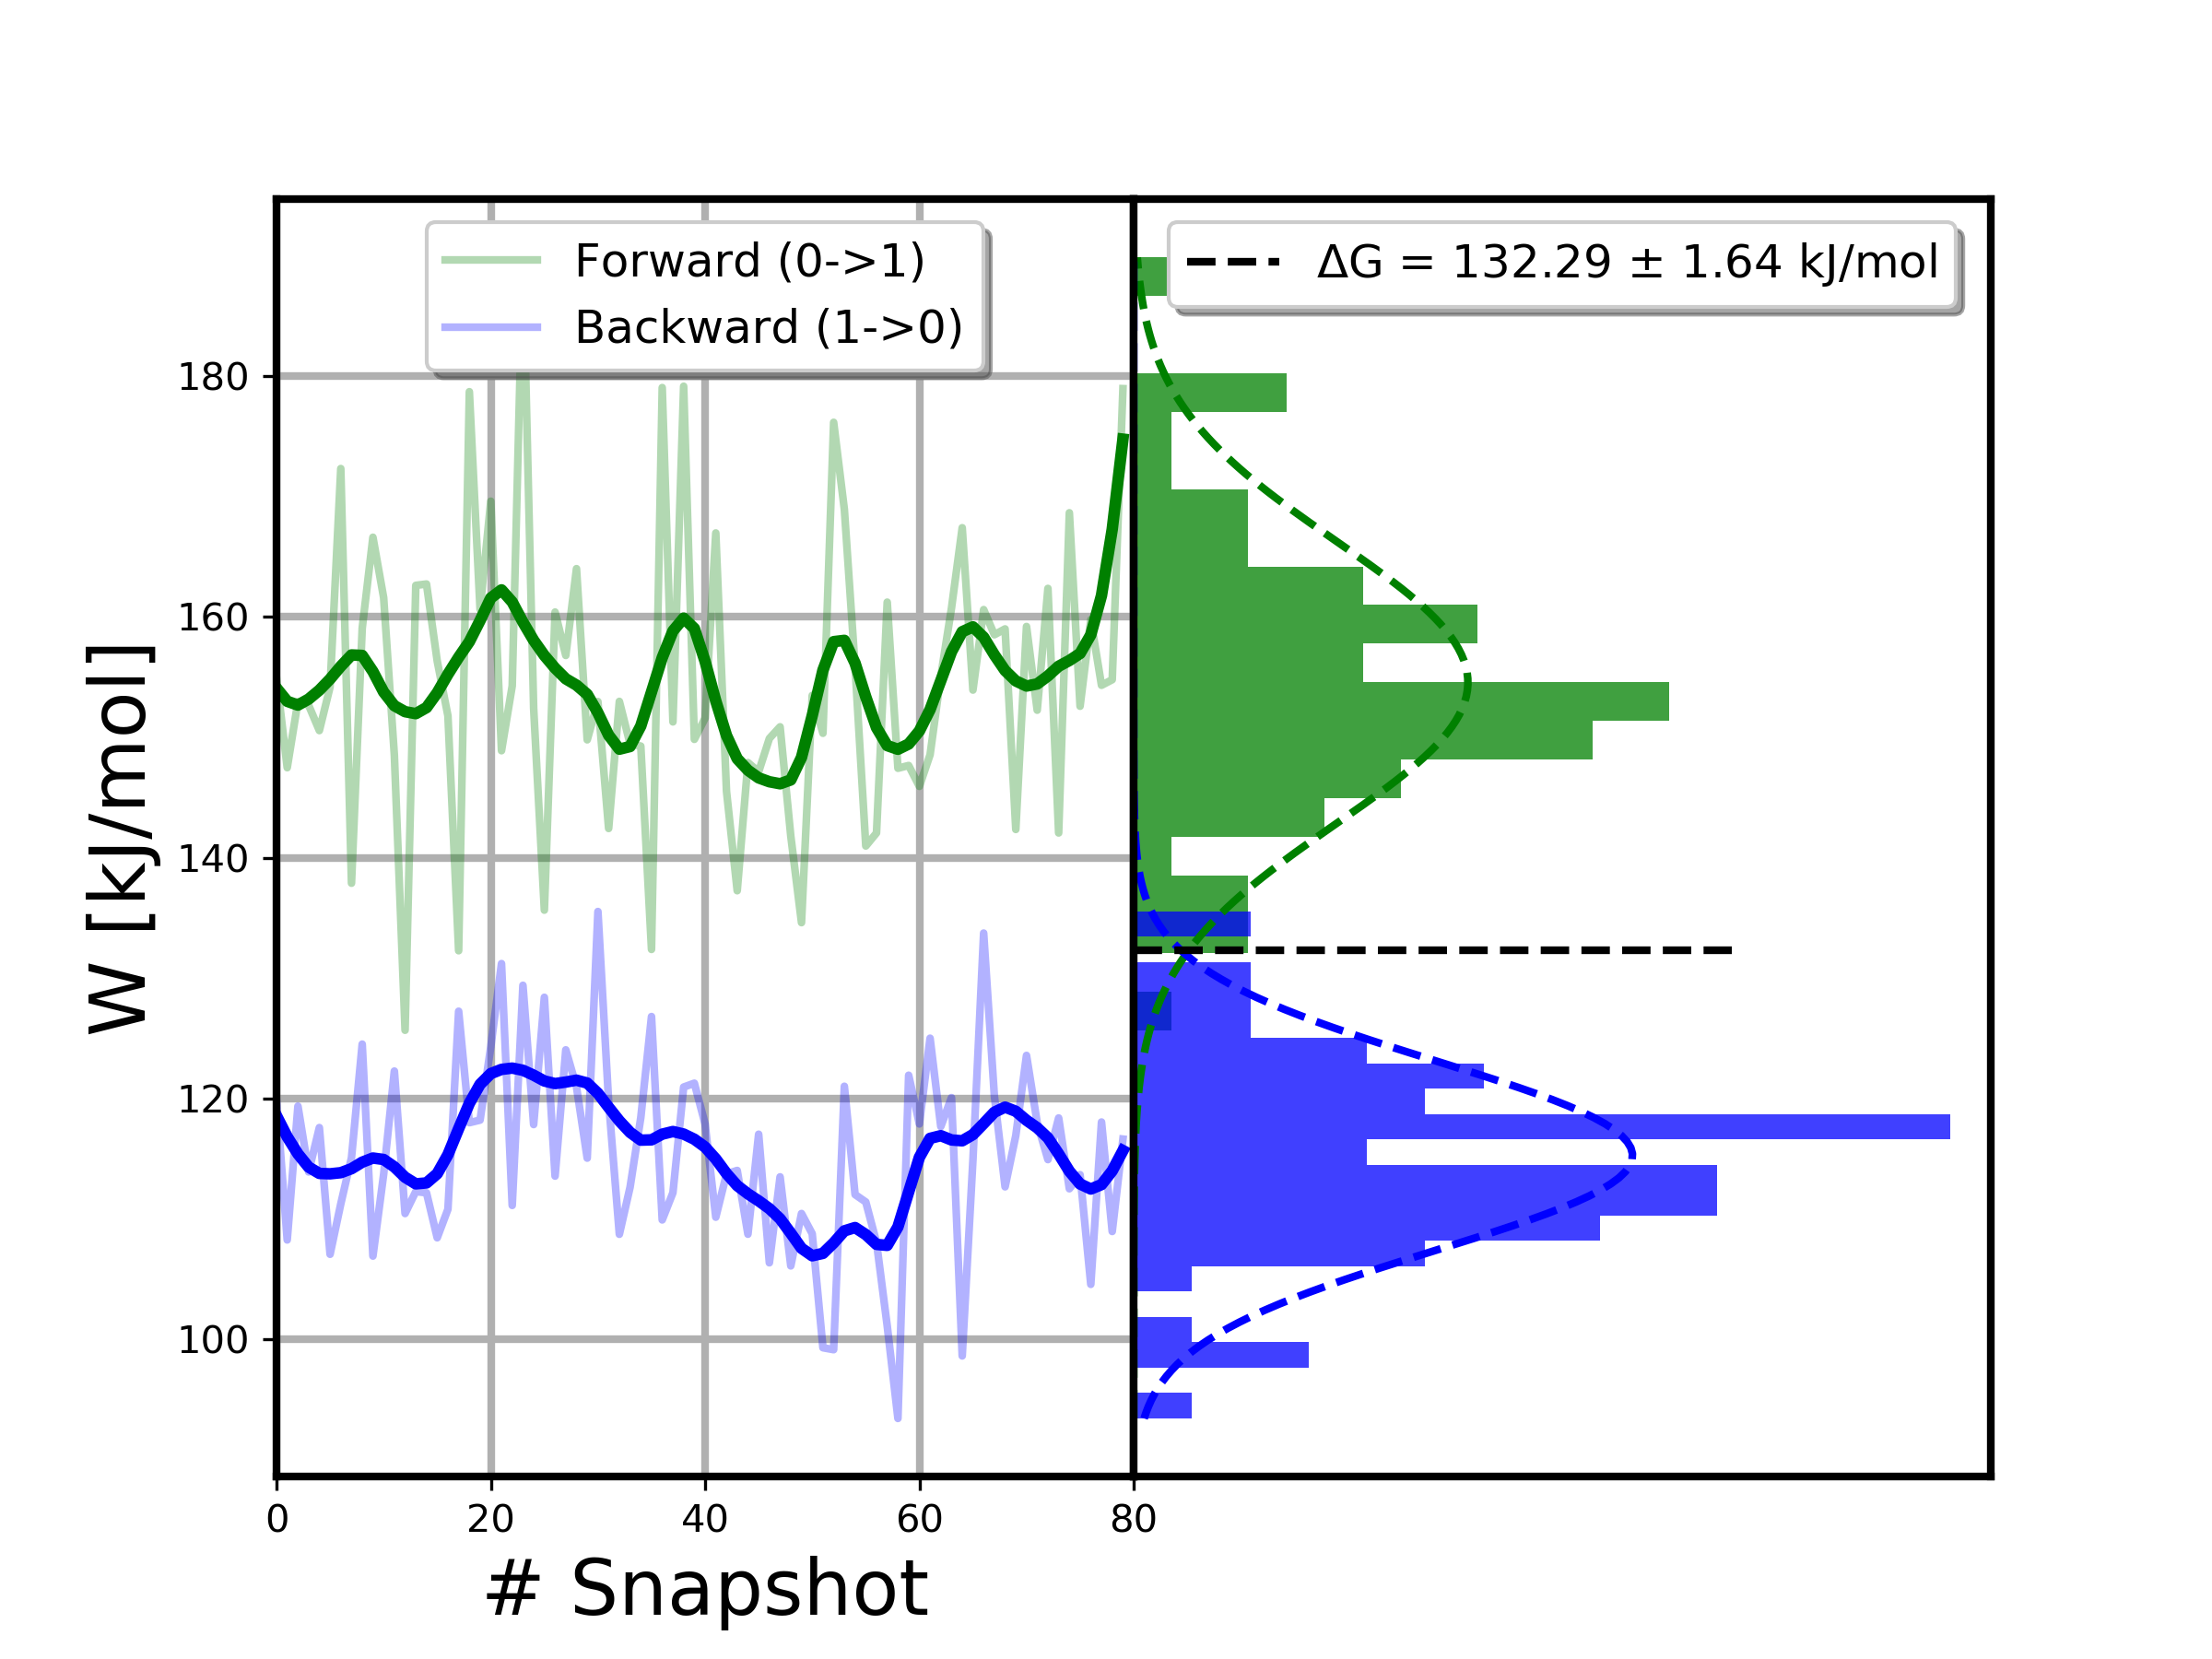 Forward (0->1)
Backward (1->0)
ΔG = 132.29 ± 1.64 kJ/mol
W [kJ/mol]
180
160
140
120
100
0
20
40
60
80
# Snapshot